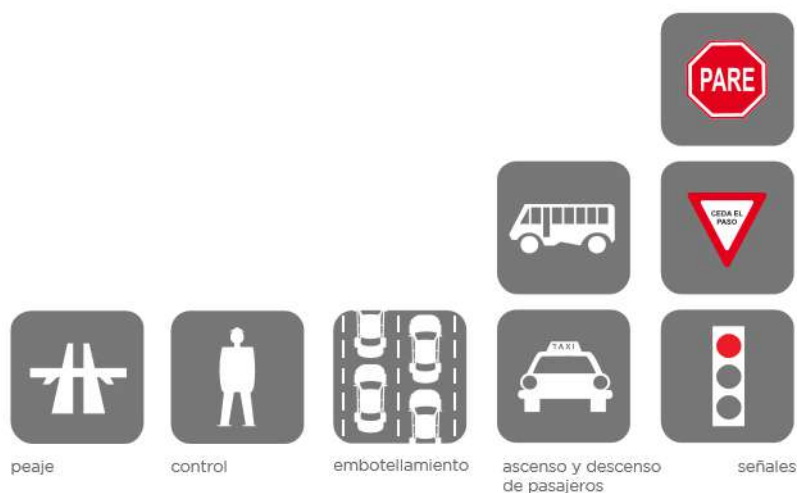 PARE
CEDA EL
PASO
TAXI
peaje
control
embotellamiento
ascenso y descenso
de pasajeros
señales